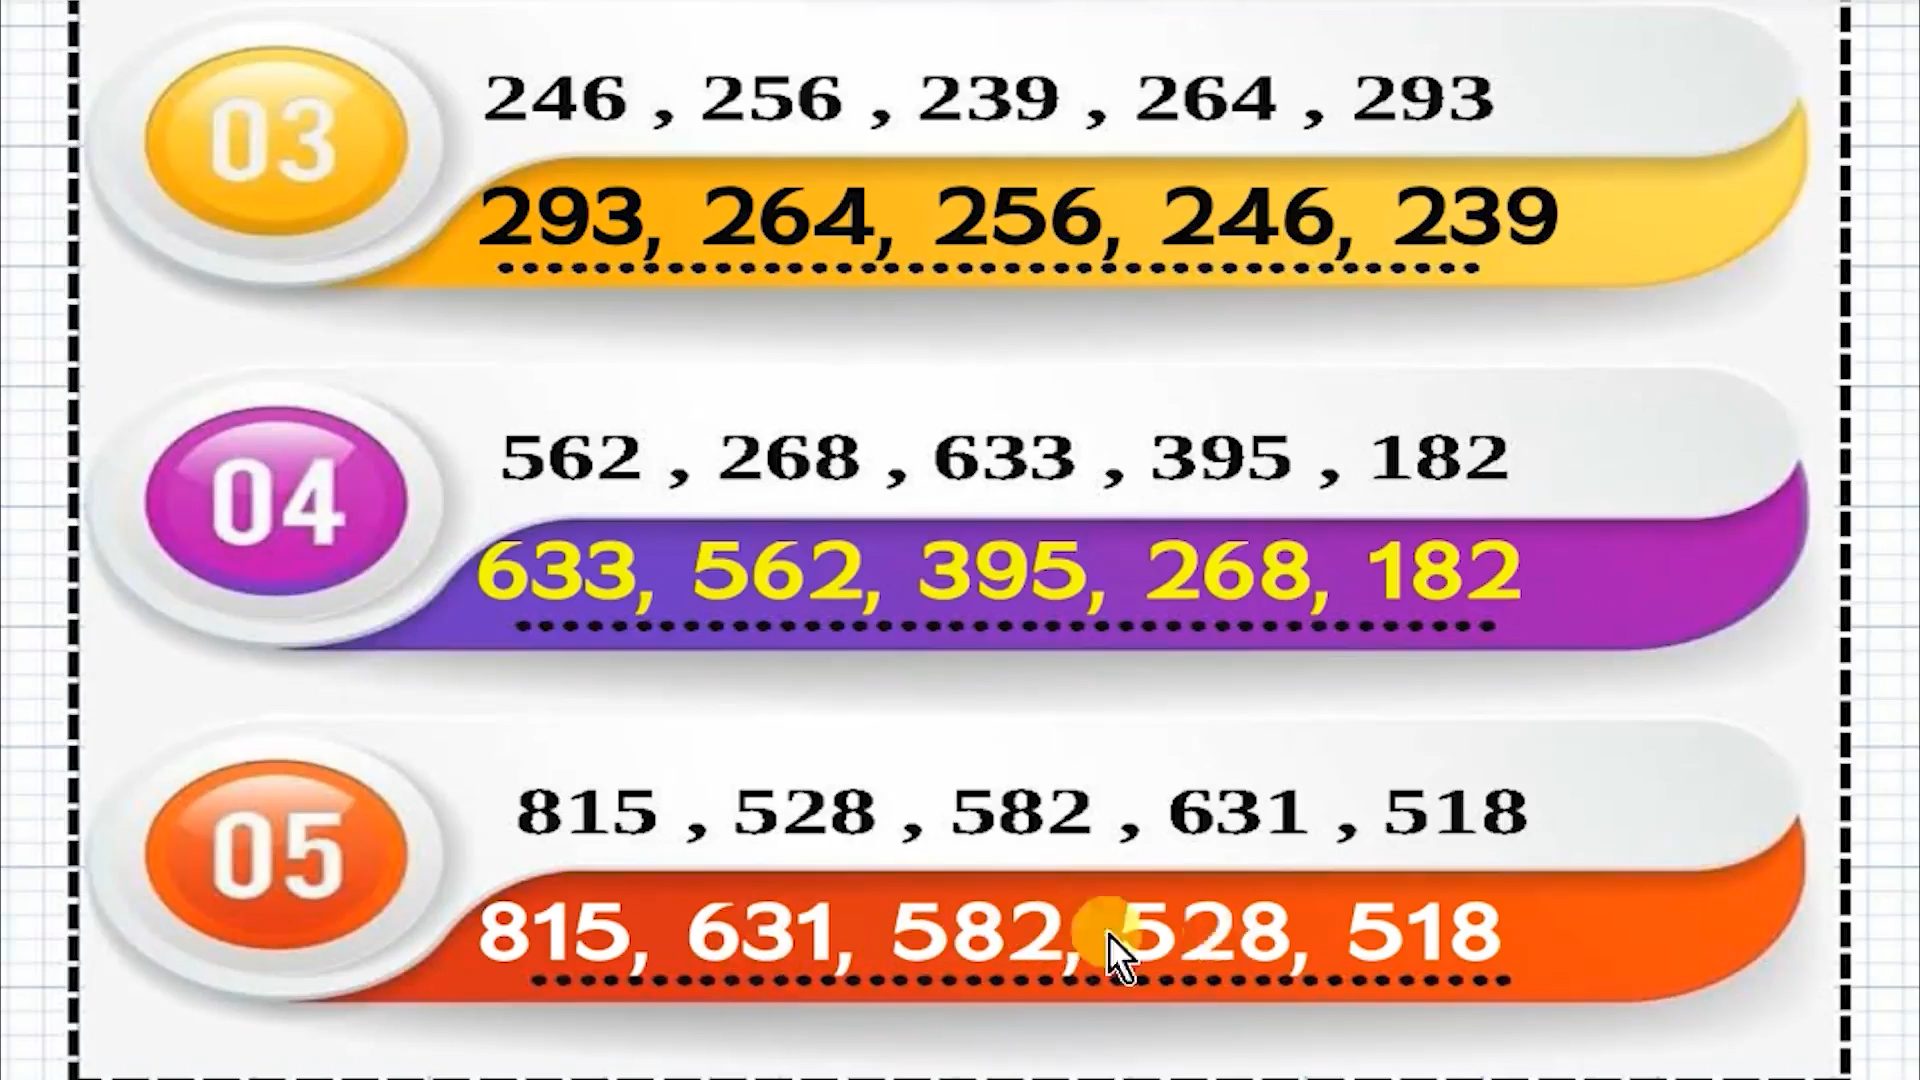 03
246 , 256 , 239 , 264 , 293
293, 264, 256, 246, 239
04
562 , 268 , 633 , 395 , 182
633, 562, 395, 268, 182
05
815 , 528 , 582 , 631 , 518
815, 631, 582, 528, 518